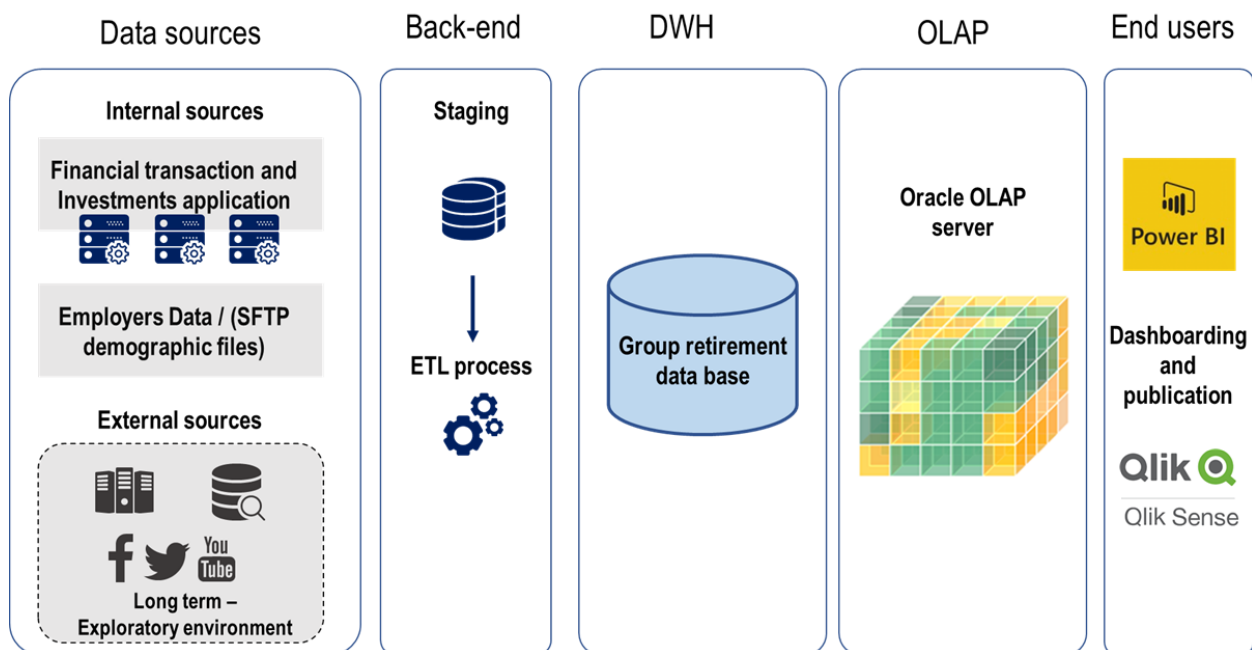 Data sources
Back-end
DWH
OLAP
End users
Internal sources
Financial transaction and
Investments application
Employers Data / (SFTP
demographic files)
External sources
f
You
Tube
Long term –
Exploratory environment
Staging
ETL process
Group retirement
data base
Oracle OLAP
server
Power BI
Dashboarding
and
publication
Qlik
Qlik Sense